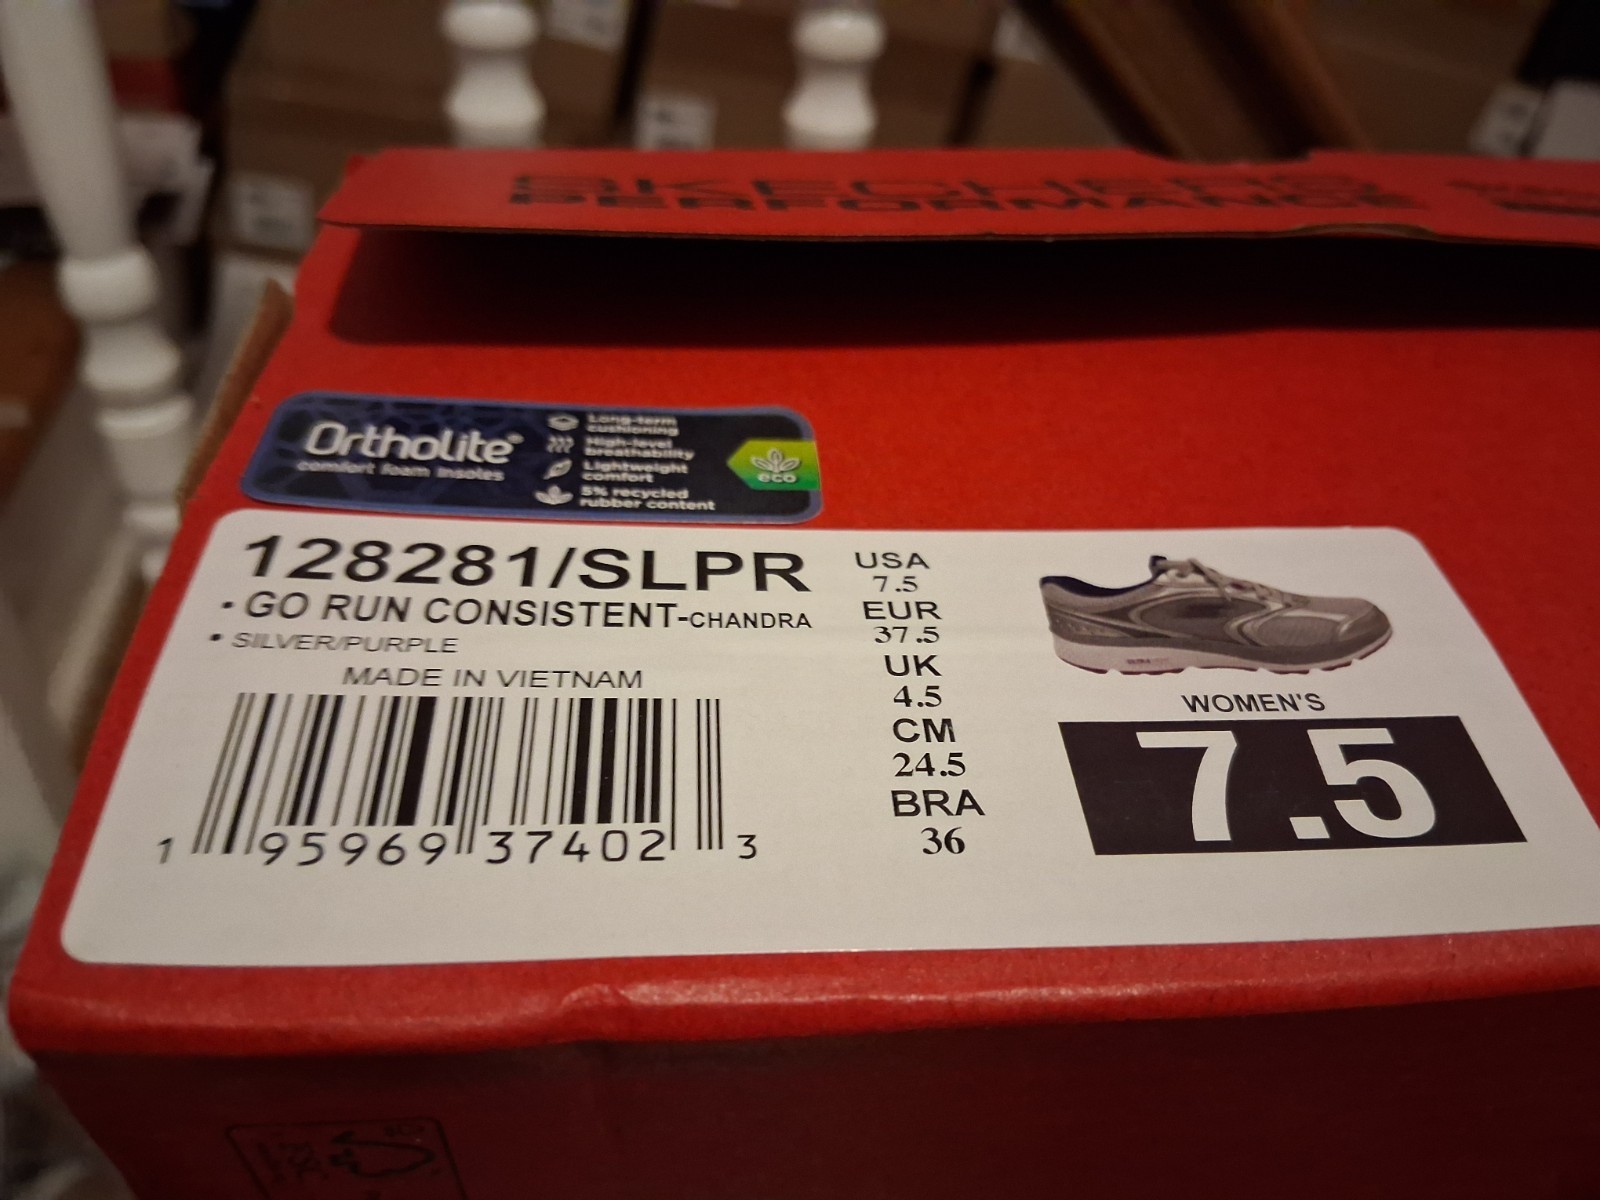 SKECHERS
PERFORMANCE
OrthoLite®
comfort foam insoles
Long-term
cushioning
High-level
breathability
Lightweight
comfort
5% recycled
rubber content
eco
128281/SLPR
• GO RUN CONSISTENT-CHANDRA
• SILVER/PURPLE
MADE IN VIETNAM
1 95969 37402 3
USA
7.5
EUR
37.5
UK
4.5
CM
24.5
BRA
36
WOMEN'S
7.5